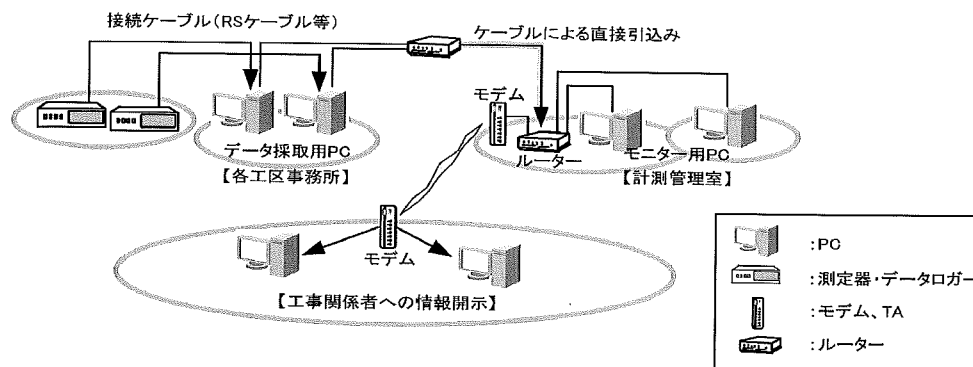 接続ケーブル(RSケーブル等)
ケーブルによる直接引込み
モデム
データ採取用PC
ルーター
モニター用PC
【各工区事務所】
【計測管理室】
モデム
【工事関係者への情報開示】
:PC
:測定器・データロガー
:モデム、TA
:ルーター